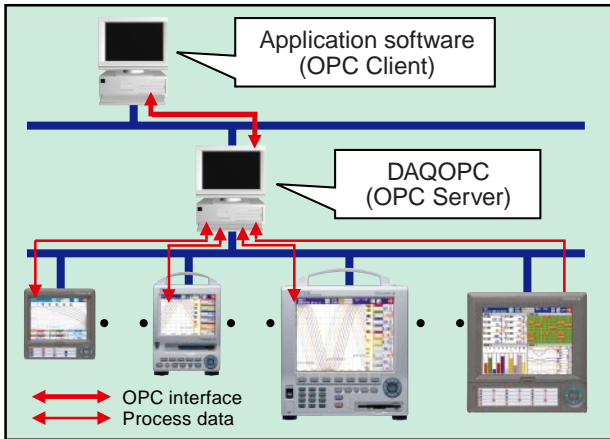 Application software
(OPC Client)
DAQOPC
(OPC Server)
OPC interface
Process data